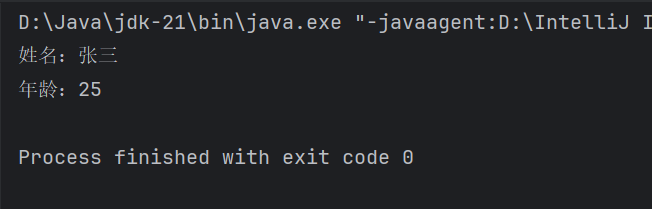 D:\Java\jdk-21\bin\java.exe "-javaagent:D:\IntelliJ I
姓名：张三
年龄：25
Process finished with exit code 0